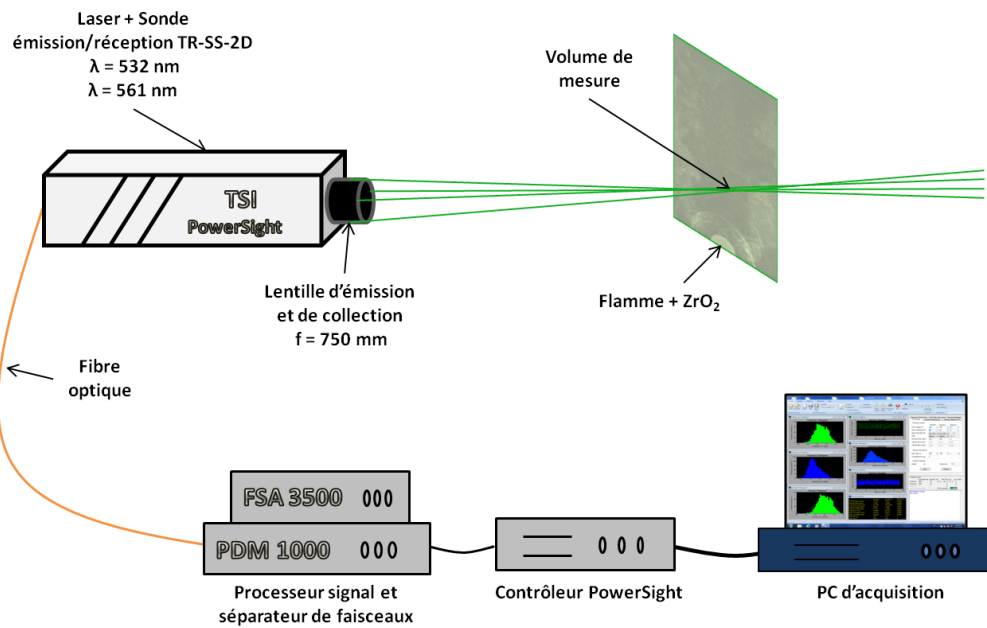 Laser + Sonde
émission/réception TR-SS-2D
λ = 532 nm
λ = 561 nm
Volume de
mesure
TSI
PowerSight
Lentille d'émission
et de collection
f = 750 mm
Flamme + ZrO₂
Fibre
optique
FSA 3500
PDM 1000
Processeur signal et
séparateur de faisceaux
Contrôleur PowerSight
PC d'acquisition